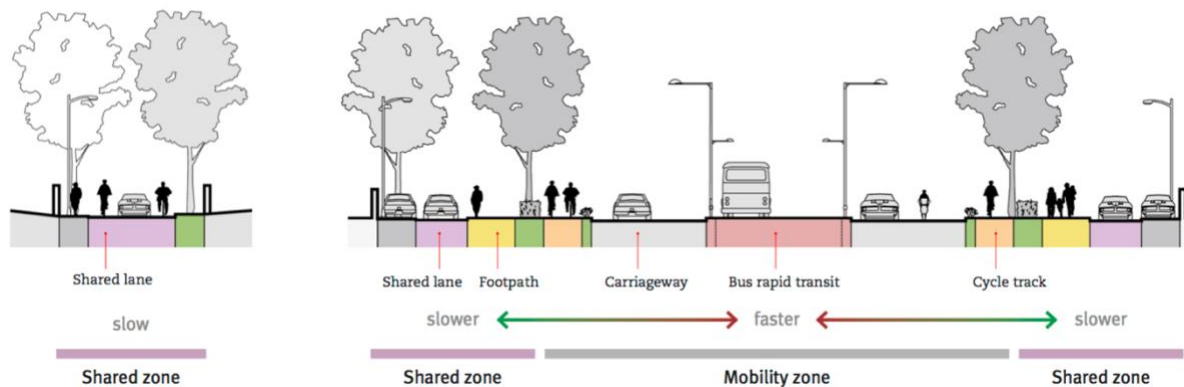 Shared lane
Shared lane
Footpath
Carriageway
Bus rapid transit
Cycle track
slow
slower
faster
slower
Shared zone
Shared zone
Mobility zone
Shared zone